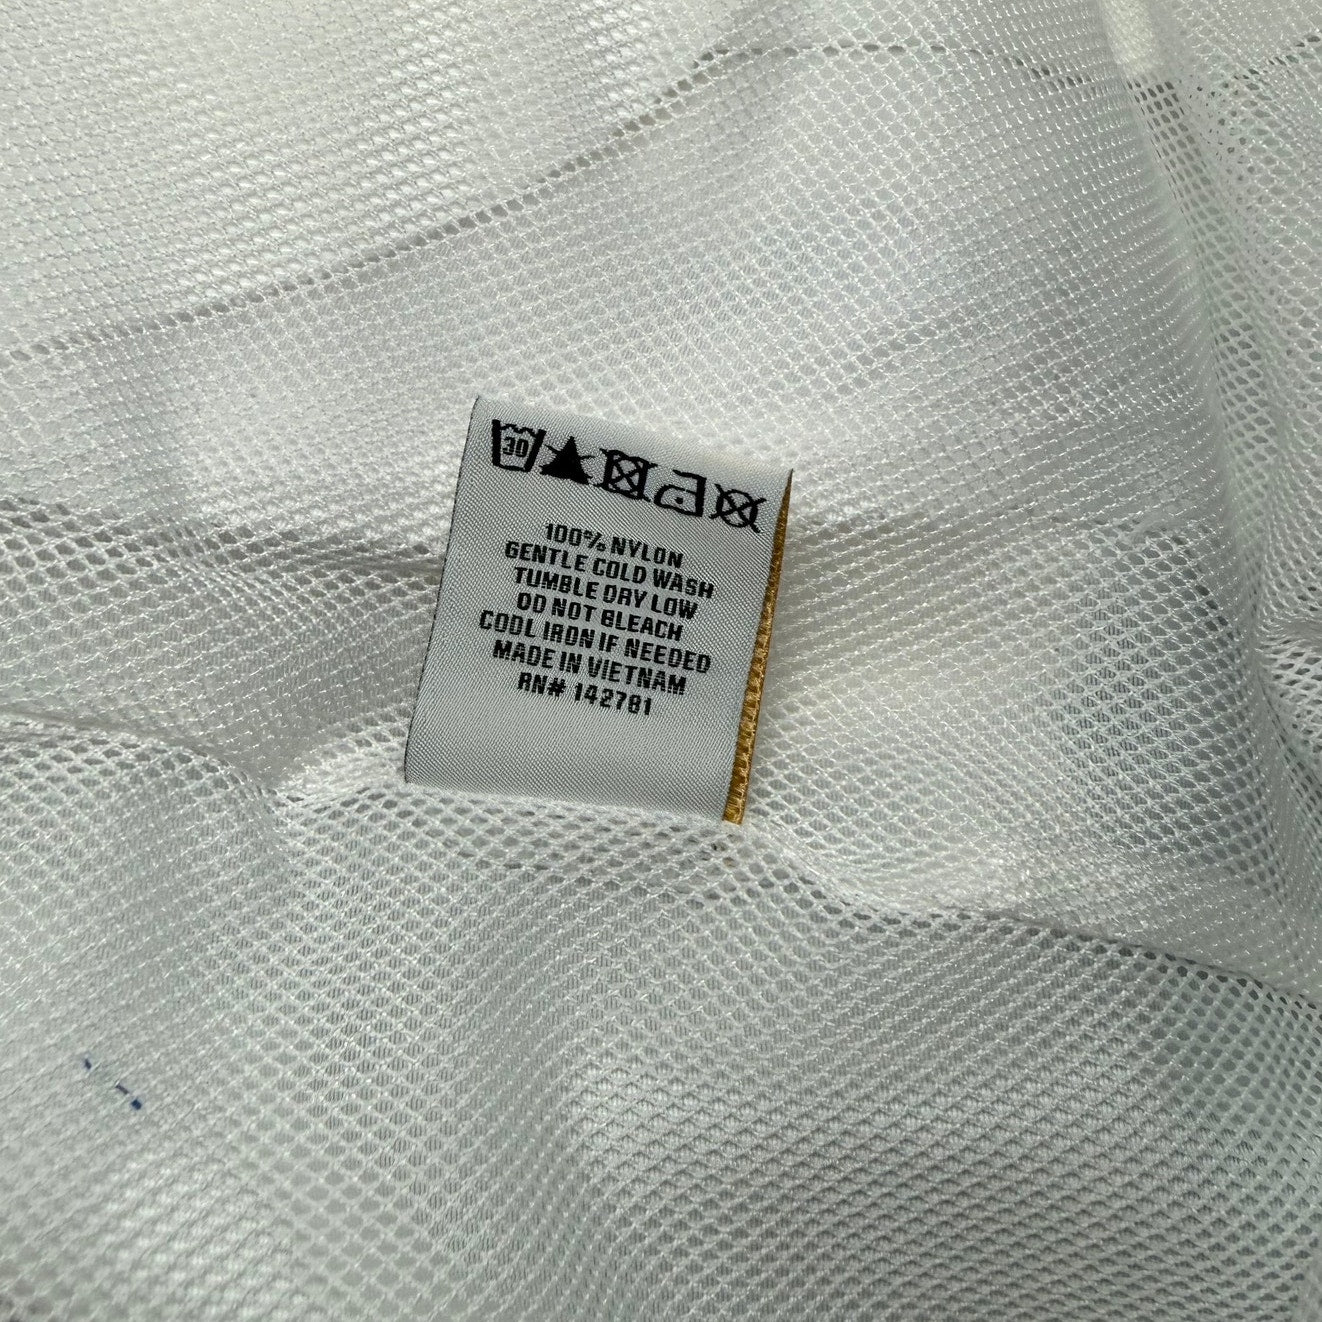 30
100% NYLON
GENTLE COLD WASH
TUMBLE DRY LOW
DO NOT BLEACH
COOL IRON IF NEEDED
MADE IN VIETNAM
RN# 142781